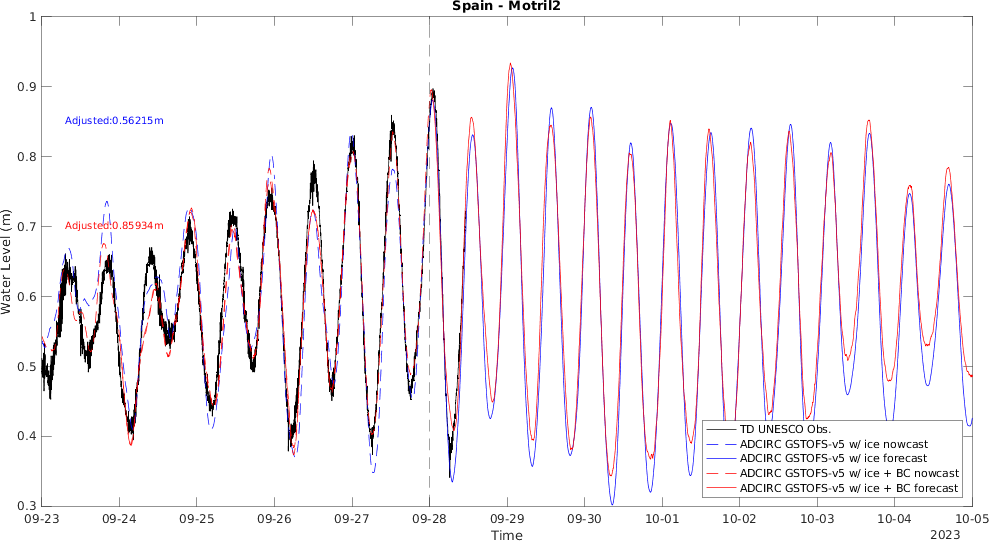 Spain - Motril2
1
0.9
0.8
0.7
0.6
0.5
0.4
0.3
Water Level (m)
Adjusted:0.56215m
Adjusted:0.85934m
TD UNESCO Obs.
ADCIRC GSTOFS-v5 w/ ice nowcast
ADCIRC GSTOFS-v5 w/ ice forecast
ADCIRC GSTOFS-v5 w/ ice + BC nowcast
ADCIRC GSTOFS-v5 w/ ice + BC forecast
09-23 09-24 09-25 09-26 09-27 09-28 09-29 09-30 10-01 10-02 10-03 10-04 10-05
Time
2023